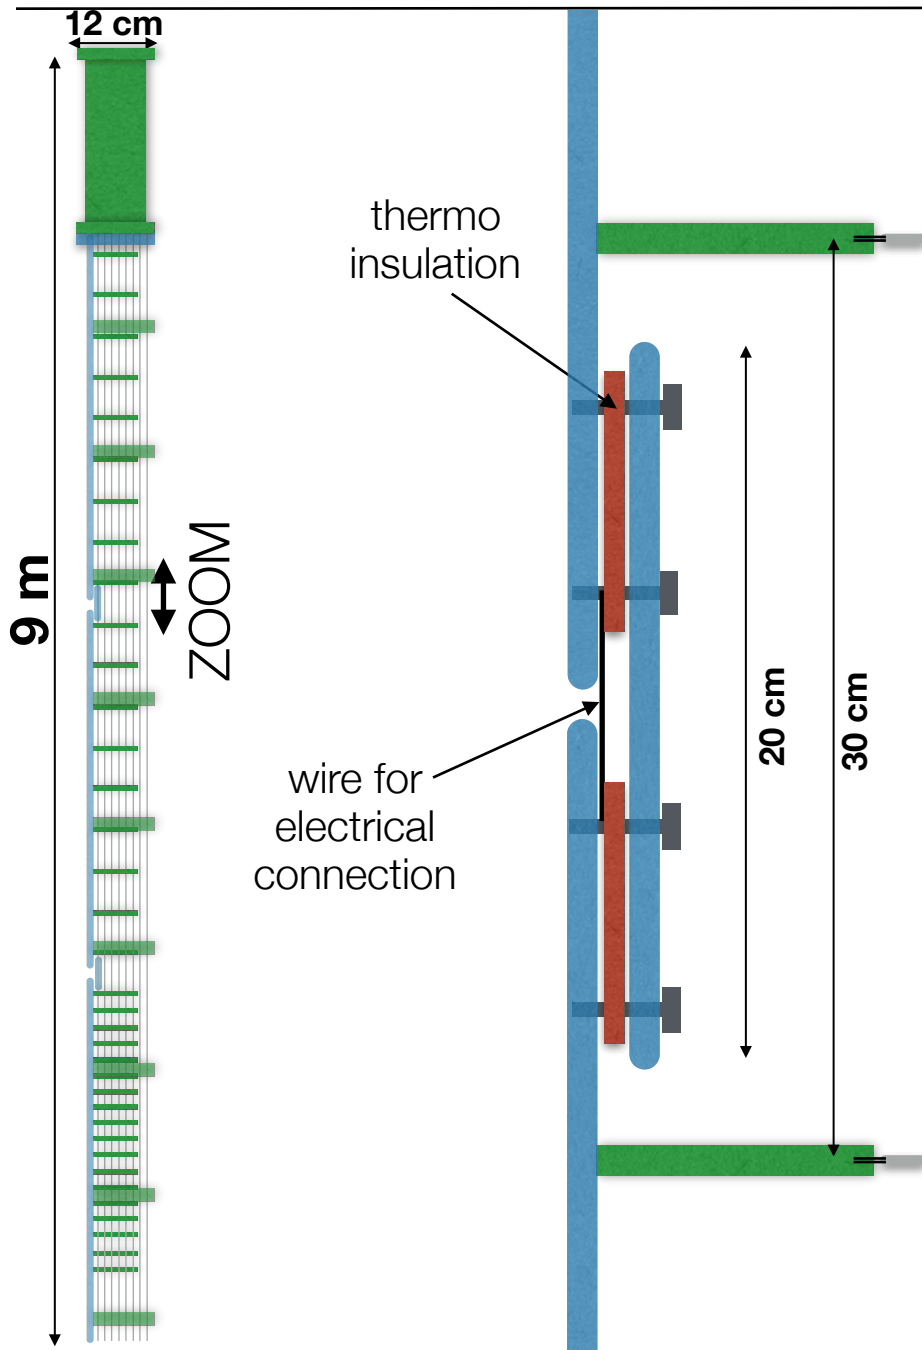 12 cm
thermo
insulation
ZOOM
9 m
20 cm
30 cm
wire for
electrical
connection